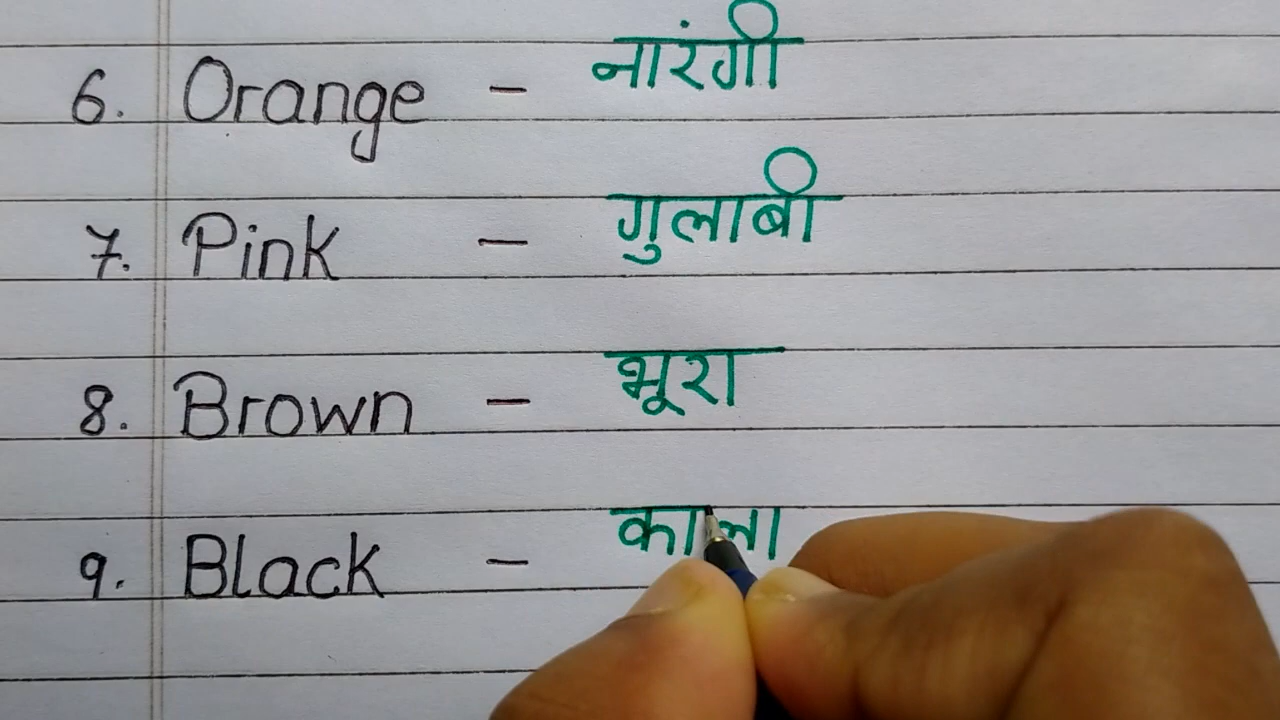 6. Orange - नारंगी
7. Pink - गुलाबी
8. Brown - भूरा
9. Black - काला